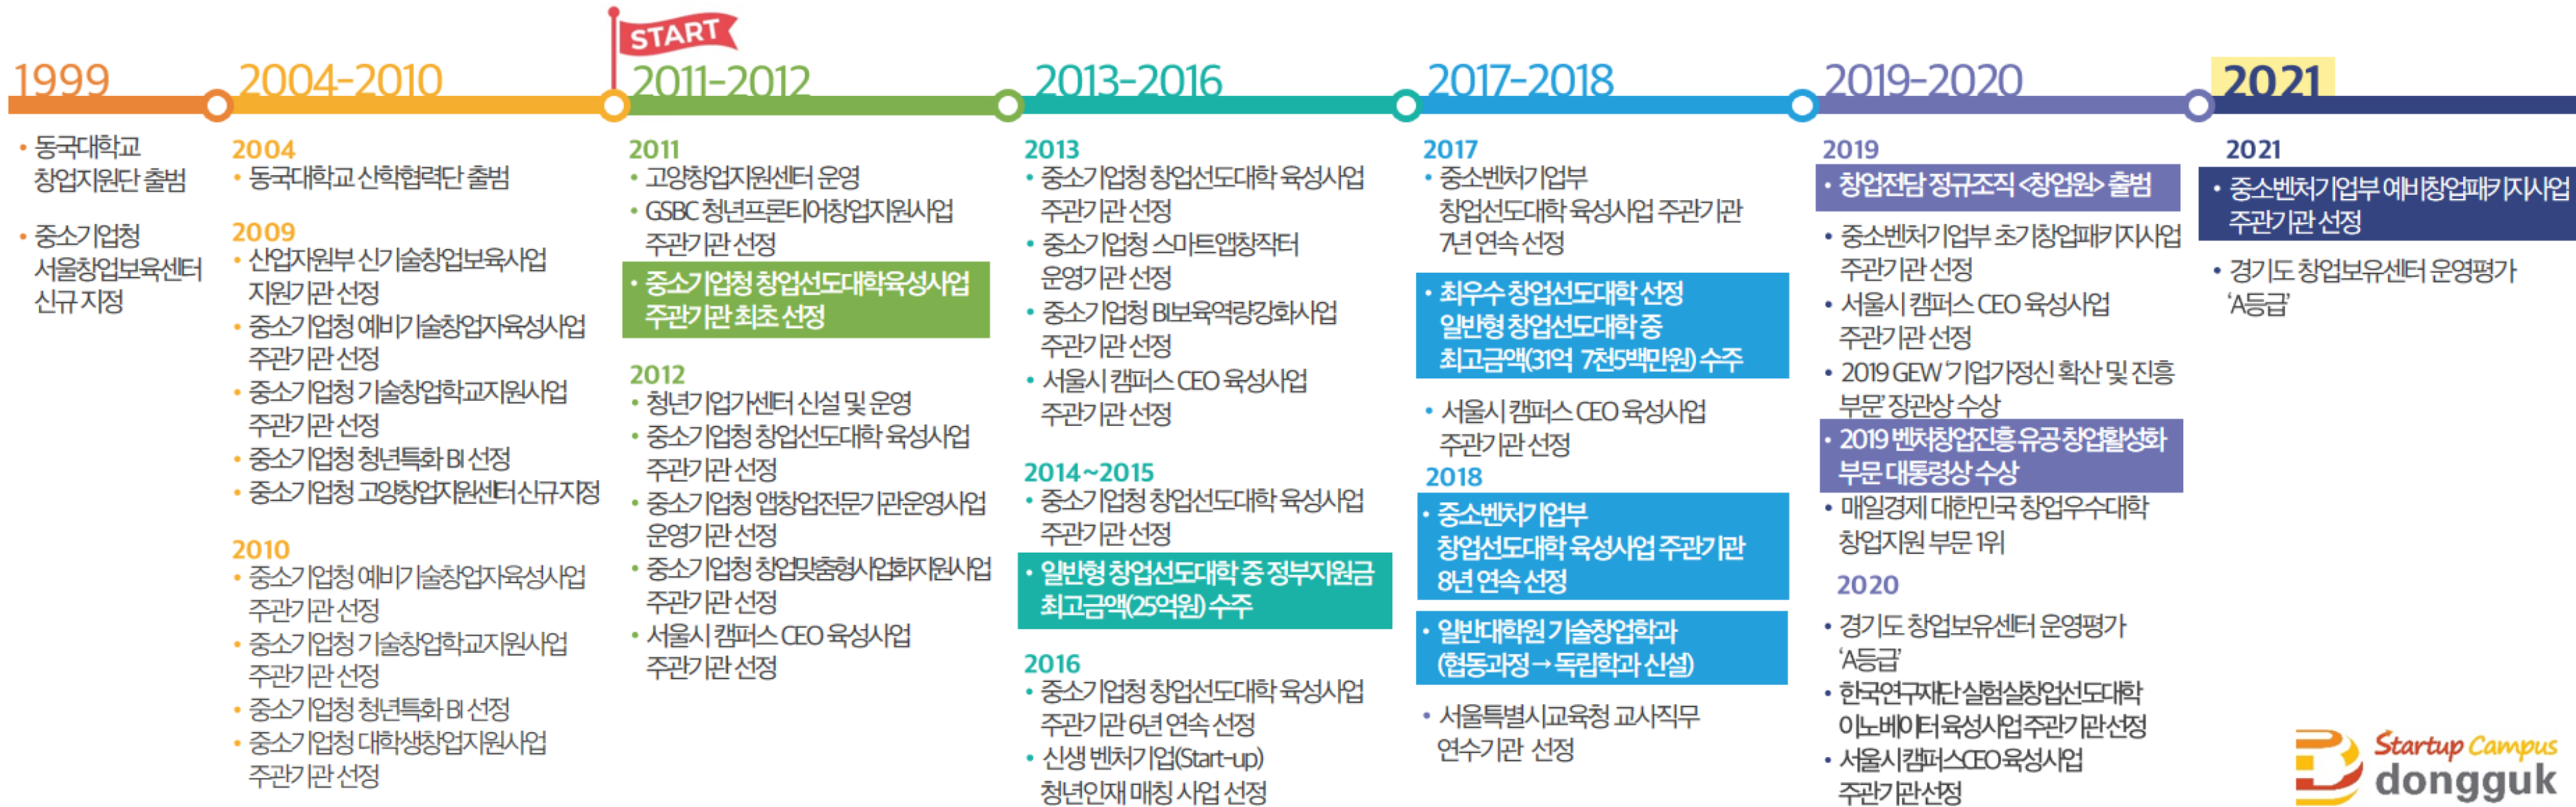 START
1999
• 동국대학교
창업지원단 출범
• 중소기업청
서울창업보육센터
신규 지정
2004-2010
2004
• 동국대학교 산학협력단 출범
2009
• 산업자원부 신기술창업보육사업
지원기관 선정
• 중소기업청 예비기술창업자육성사업
주관기관 선정
• 중소기업청 기술창업학교지원사업
주관기관 선정
• 중소기업청 청년특화 BI 선정
• 중소기업청 고양창업지원센터 신규지정
2010
• 중소기업청 예비기술창업자육성사업
주관기관 선정
• 중소기업청 기술창업학교지원사업
주관기관 선정
• 중소기업청 청년특화 BI 선정
• 중소기업청 대학생창업지원사업
주관기관 선정
2011-2012
2011
• 고양창업지원센터 운영
• GSBC 청년프론티어창업지원사업
주관기관 선정
• 중소기업청 창업선도대학육성사업
주관기관 최초 선정
2012
• 청년기업가센터 신설 및 운영
• 중소기업청 창업선도대학 육성사업
주관기관 선정
• 중소기업청 앱창업전문기관운영사업
운영기관 선정
• 중소기업청 창업맞춤형사업화지원사업
주관기관 선정
• 서울시 캠퍼스 CEO 육성사업
주관기관 선정
2013-2016
2013
• 중소기업청 창업선도대학 육성사업
주관기관 선정
• 중소기업청 스마트앱창작터
운영기관 선정
• 중소기업청 BI보육역량강화사업
주관기관 선정
• 서울시 캠퍼스 CEO 육성사업
주관기관 선정
2014~2015
• 중소기업청 창업선도대학 육성사업
주관기관 선정
• 일반형 창업선도대학 중 정부지원금
최고금액(25억원) 수주
2016
• 중소기업청 창업선도대학 육성사업
주관기관 6년 연속 선정
• 신생 벤처기업(Start-up)
청년인재 매칭 사업 선정
2017-2018
2017
• 중소벤처기업부
창업선도대학 육성사업 주관기관
7년 연속 선정
• 최우수 창업선도대학 선정
일반형 창업선도대학 중
최고금액(31억 7천5백만원) 수주
• 서울시 캠퍼스 CEO 육성사업
주관기관 선정
2018
• 중소벤처기업부
창업선도대학 육성사업 주관기관
8년 연속 선정
• 일반대학원 기술창업학과
(협동과정→독립학과 신설)
• 서울특별시교육청 교사직무
연수기관 선정
2019-2020
2019
• 창업전담 정규조직 <창업원> 출범
• 중소벤처기업부 초기창업패키지사업
주관기관 선정
• 서울시 캠퍼스 CEO 육성사업
주관기관 선정
• 2019 GEW '기업가정신 확산 및 진흥
부문' 장관상 수상
• 2019 벤처창업진흥 유공 창업활성화
부문 대통령상 수상
• 매일경제 대한민국 창업우수대학
창업지원 부문 1위
2020
• 경기도 창업보유센터 운영평가
'A등급'
• 한국연구재단 실험실창업선도대학
이노베이터 육성사업 주관기관 선정
• 서울시 캠퍼스CEO 육성사업
주관기관 선정
2021
2021
• 중소벤처기업부 예비창업패키지사업
주관기관 선정
• 경기도 창업보유센터 운영평가
'A등급'
Startup Campus
dongguk